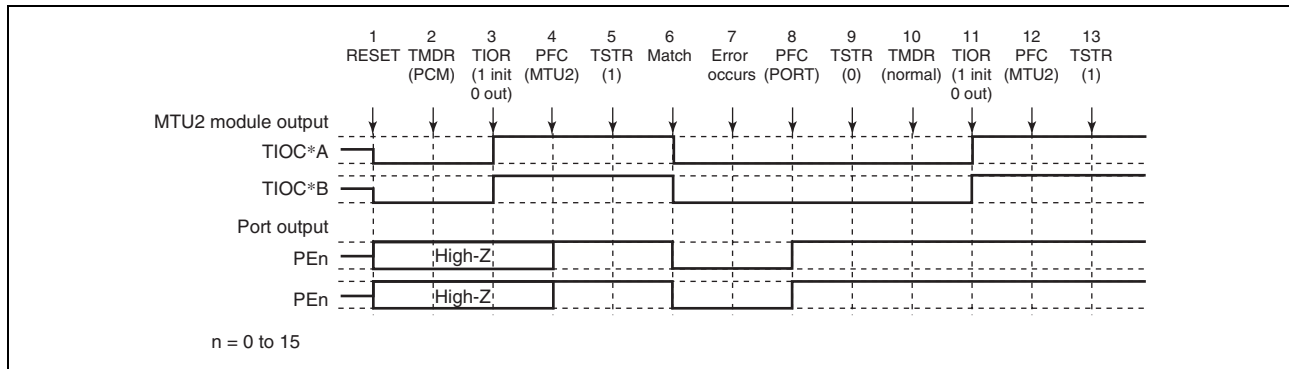 1 2 3 4 5 6 7 8 9 10 11 12 13
RESET TMDR TIOR PFC TSTR Match Error PFC TSTR TMDR TIOR PFC TSTR
(PCM) (1 init (MTU2) (1) occurs (PORT) (0) (normal) (1 init (MTU2) (1)
0 out) 0 out)
MTU2 module output
TIOC*A
TIOC*B
Port output
PEn High-Z
PEn High-Z
n = 0 to 15